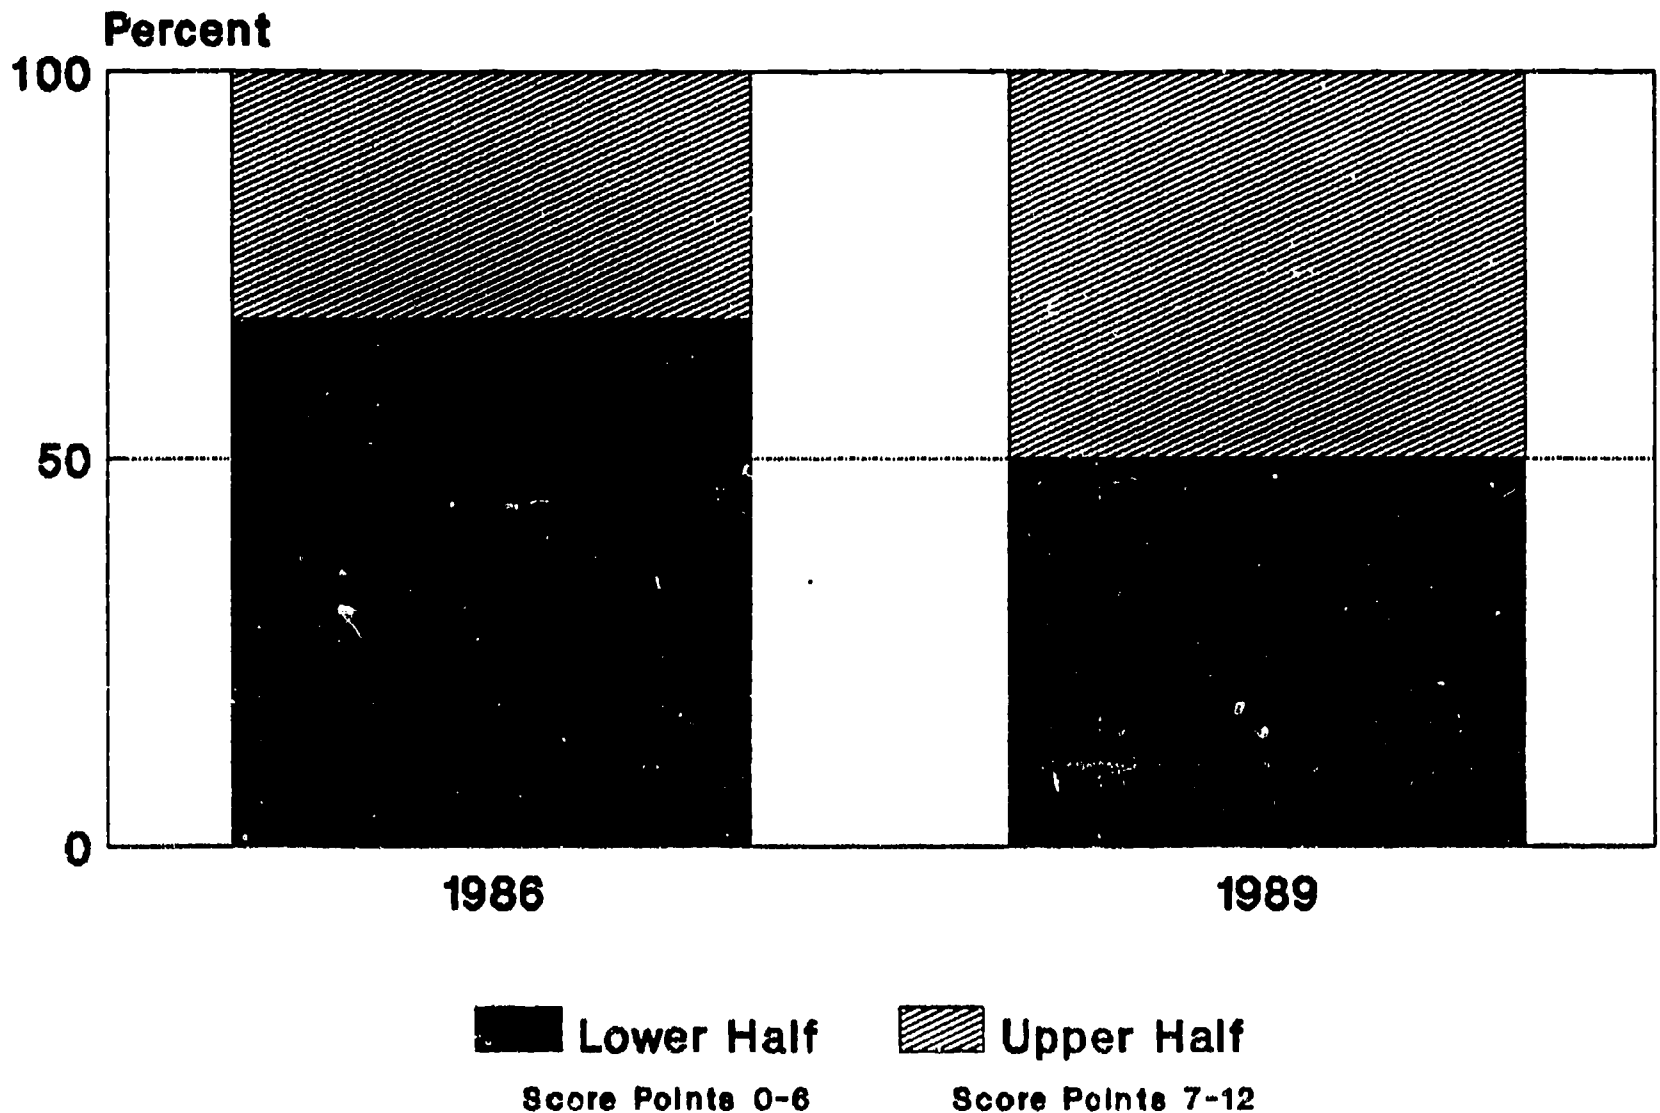 Percent
100
50
0
1986 1989
Lower Half Upper Half
Score Points 0-6 Score Points 7-12